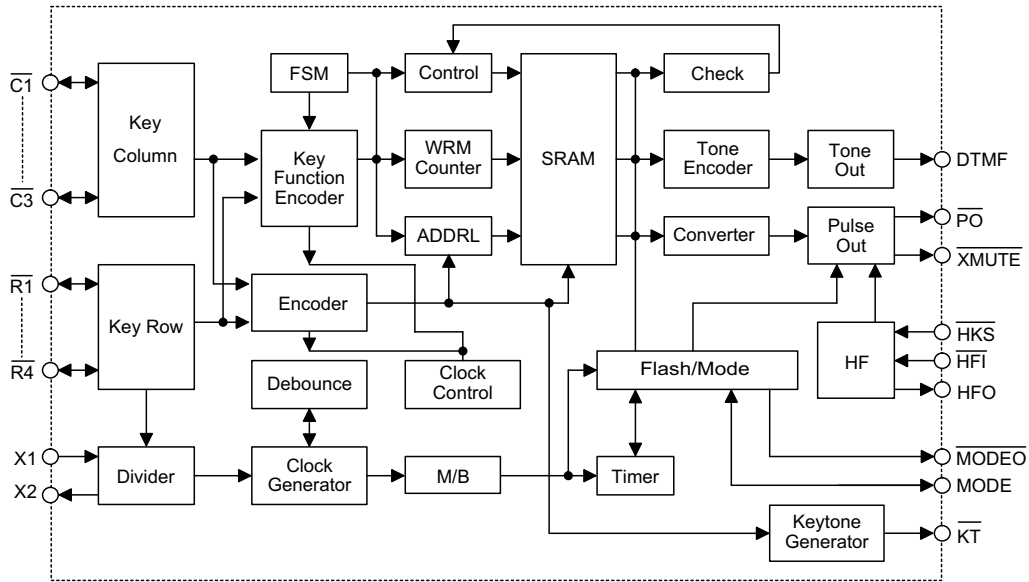 FSM
Control
Check
C1
Key
Column
C3
Key
Function
Encoder
WRM
Counter
SRAM
Tone
Encoder
Tone
Out
DTMF
ADDRL
Converter
Pulse
Out
PO
XMUTE
R1
Key Row
R4
Encoder
HKS
HF
HFI
HFO
Debounce
Clock
Control
Flash/Mode
X1
X2
Divider
Clock
Generator
M/B
Timer
MODEO
MODE
Keytone
Generator
KT